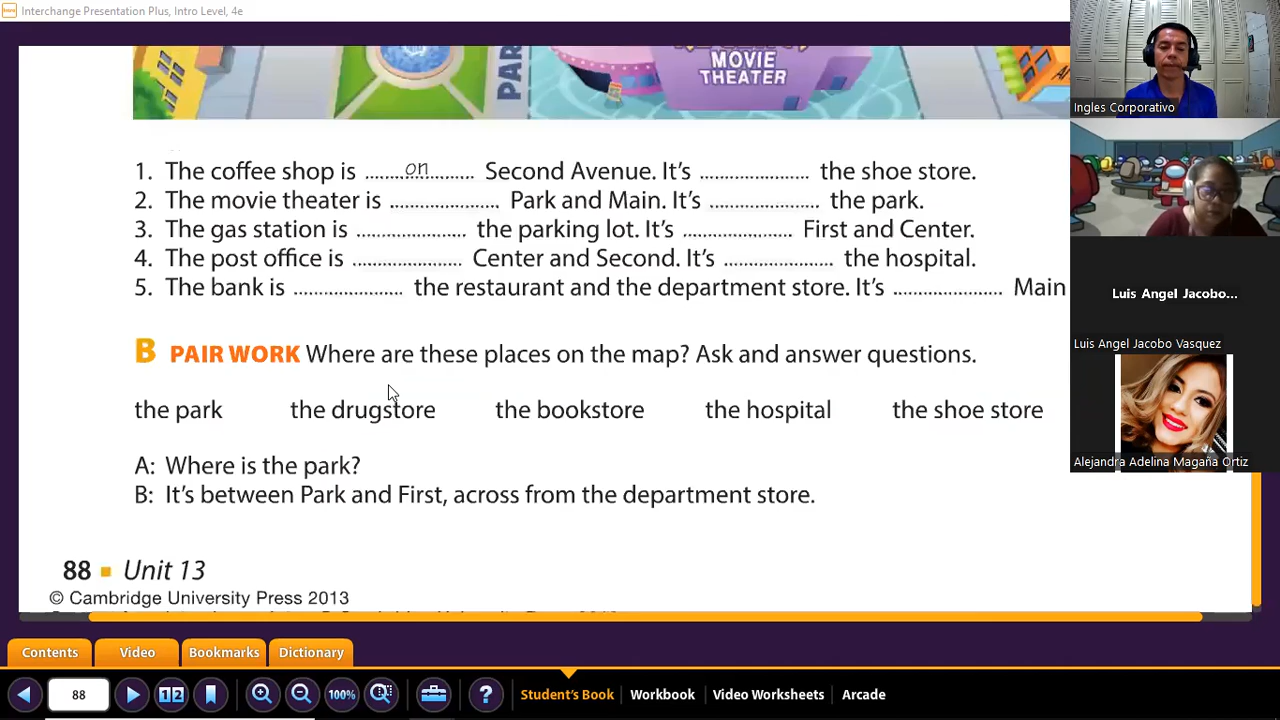 Interchange Presentation Plus, Intro Level, 4e
PARK
MOVIE
THEATER
1. The coffee shop is ...on... Second Avenue. It's .................... the shoe store.
2. The movie theater is .................... Park and Main. It's .................... the park.
3. The gas station is .................... the parking lot. It's .................... First and Center.
4. The post office is .................... Center and Second. It's .................... the hospital.
5. The bank is .................... the restaurant and the department store. It's .................... Main
B PAIR WORK Where are these places on the map? Ask and answer questions.
the park the drugstore the bookstore the hospital the shoe store
A: Where is the park?
B: It's between Park and First, across from the department store.
88 Unit 13
© Cambridge University Press 2013
Contents Video Bookmarks Dictionary
88 1 2 100% ? Student's Book Workbook Video Worksheets Arcade
Ingles Corporativo
Luis Angel Jacobo...
Luis Angel Jacobo Vasquez
Alejandra Adelina Magaña Ortiz